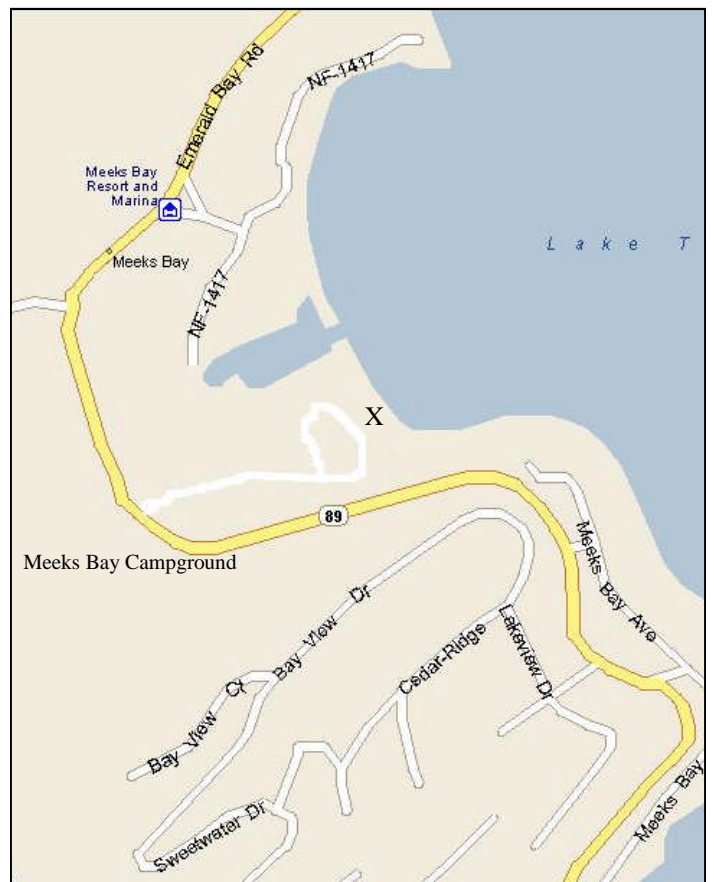 NF-1417
Emerald Bay Rd
Meeks Bay
Resort and
Marina
Lake T
Meeks Bay
NF-1417
X
89
Meeks Bay Campground
Meeks Bay Ave
Bay View Dr
Cedar-Ridge
Lakeview Dr
Bay View Ct
Meeks Bay
Sweetwater Dr